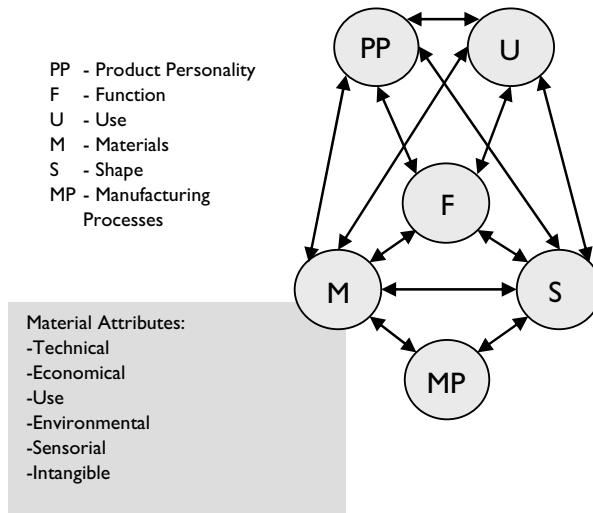 PP - Product Personality
F - Function
U - Use
M - Materials
S - Shape
MP - Manufacturing
Processes
PP
U
F
M
S
MP
Material Attributes:
-Technical
-Economical
-Use
-Environmental
-Sensorial
-Intangible